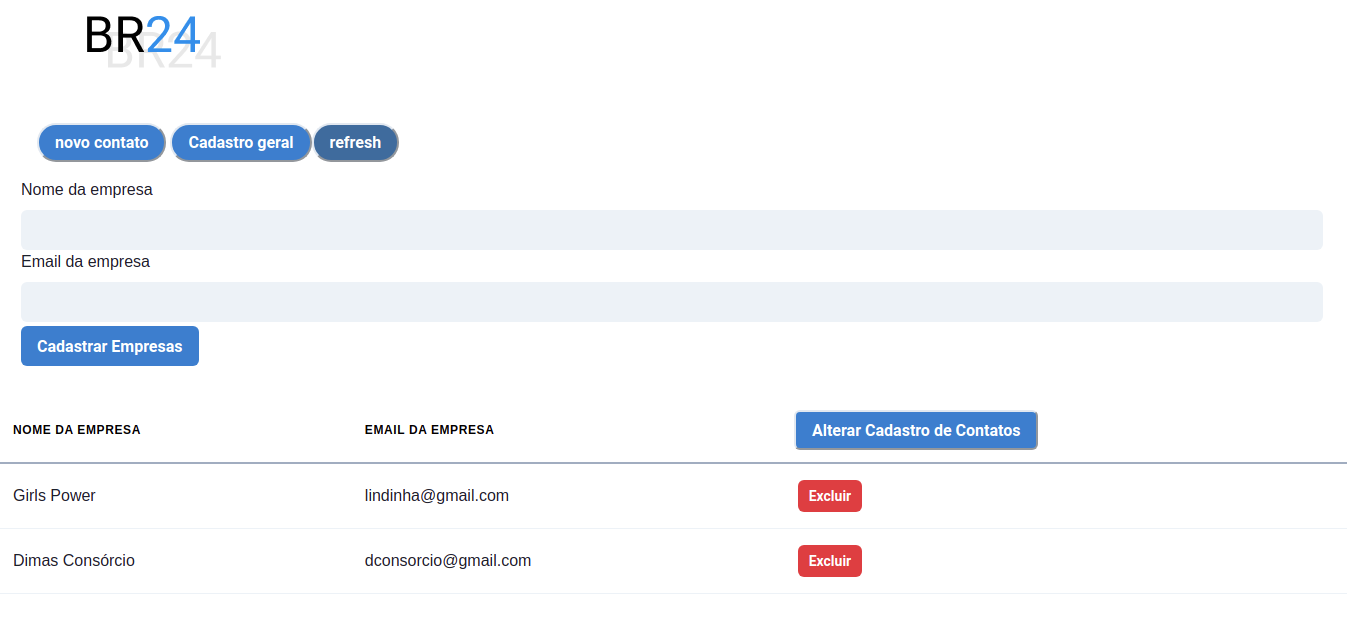 BR24
novo contato Cadastro geral refresh
Nome da empresa
Email da empresa
Cadastrar Empresas
NOME DA EMPRESA EMAIL DA EMPRESA Alterar Cadastro de Contatos
Girls Power lindinha@gmail.com Excluir
Dimas Consórcio dconsorcio@gmail.com Excluir